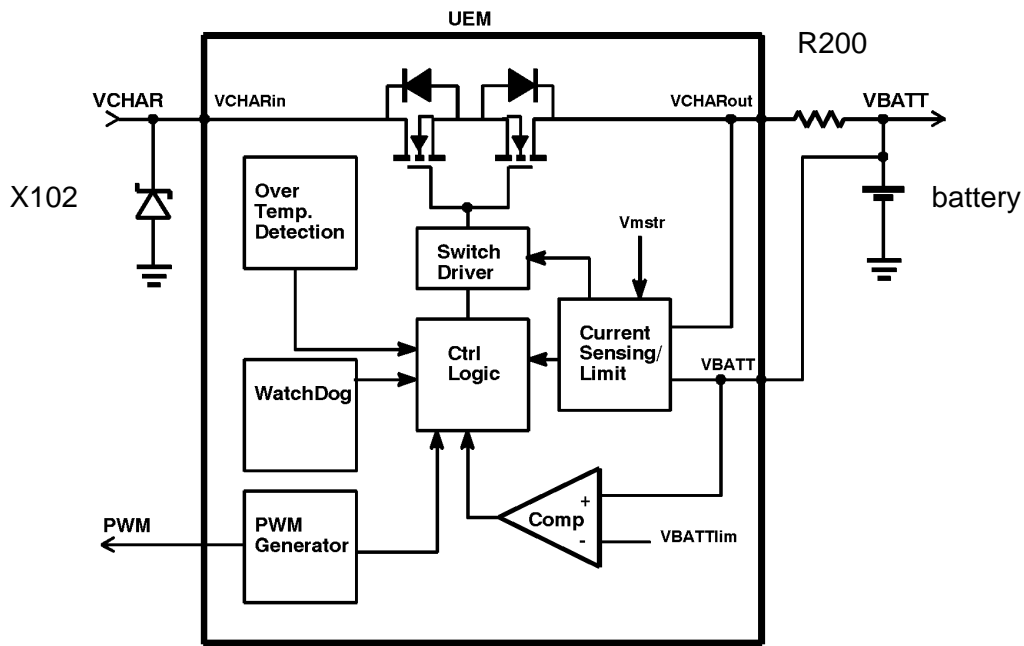 UEM
R200
VCHAR
VCHARin
VCHARout
VBATT
X102
Over
Temp.
Detection
battery
Vmstr
Switch
Driver
Current
Sensing/
Limit
Ctrl
Logic
VBATT
WatchDog
PWM
PWM
Generator
+
Comp
-
VBATTlim